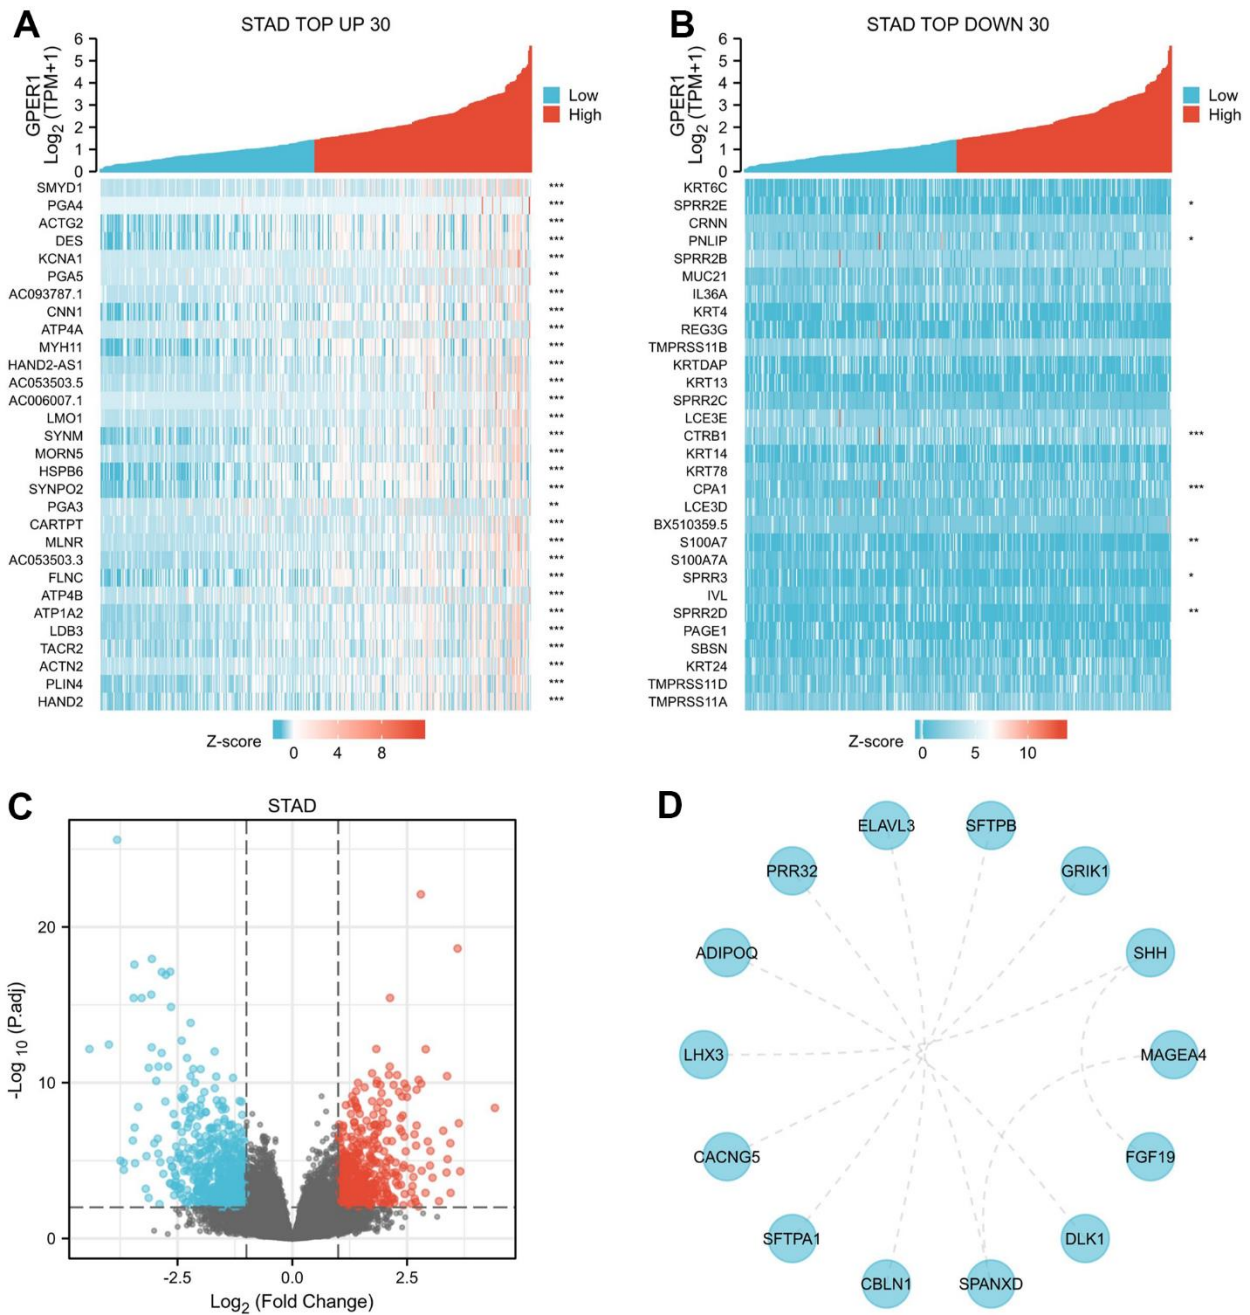 A
STAD TOP UP 30
GPER1
Log2 (TPM+1)
6
5
4
3
2
1
0
Low
High
SMYD1 ***
PGA4 ***
ACTG2 ***
DES ***
KCNA1 ***
PGA5 **
AC093787.1 ***
CNN1 ***
ATP4A ***
MYH11 ***
HAND2-AS1 ***
AC053503.5 ***
AC006007.1 ***
LMO1 ***
SYNM ***
MORN5 ***
HSPB6 ***
SYNPO2 ***
PGA3 **
CARTPT ***
MLNR ***
AC053503.3 ***
FLNC ***
ATP4B ***
ATP1A2 ***
LDB3 ***
TACR2 ***
ACTN2 ***
PLIN4 ***
HAND2 ***
Z-score
0 4 8
B
STAD TOP DOWN 30
GPER1
Log2 (TPM+1)
6
5
4
3
2
1
0
Low
High
KRT6C
SPRR2E *
CRNN
PNLIP *
SPRR2B
MUC21
IL36A
KRT4
REG3G
TMPRSS11B
KRTDAP
KRT13
SPRR2C
LCE3E
CTRB1 ***
KRT14
KRT78
CPA1 ***
LCE3D
BX510359.5
S100A7 **
S100A7A
SPRR3 *
IVL
SPRR2D **
PAGE1
SBSN
KRT24
TMPRSS11D
TMPRSS11A
Z-score
0 5 10
C
STAD
-Log 10 (P.adj)
20
10
0
-2.5 0.0 2.5
Log2 (Fold Change)
D
ELAVL3
SFTPB
PRR32
GRIK1
ADIPOQ
SHH
LHX3
MAGEA4
CACNG5
FGF19
SFTPA1
DLK1
CBLN1
SPANXD